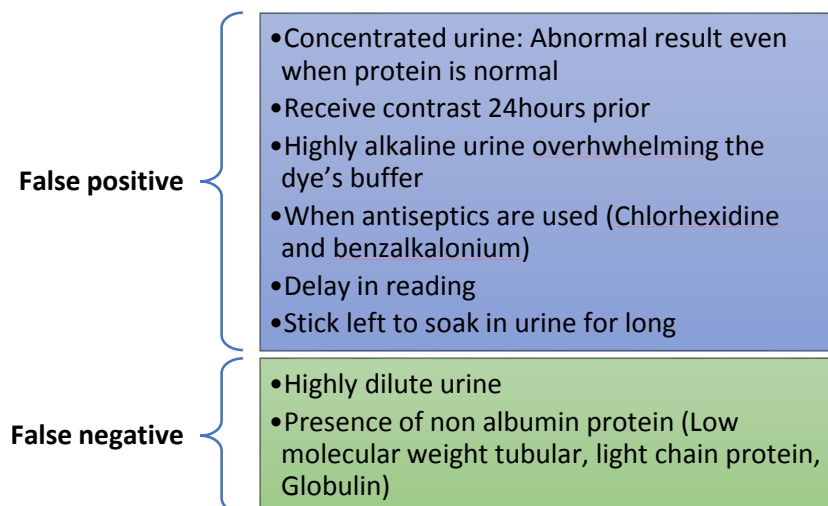 False positive
•Concentrated urine: Abnormal result even
when protein is normal
•Receive contrast 24hours prior
•Highly alkaline urine overhwhelming the
dye's buffer
•When antiseptics are used (Chlorhexidine
and benzalkalonium)
•Delay in reading
•Stick left to soak in urine for long
False negative
•Highly dilute urine
•Presence of non albumin protein (Low
molecular weight tubular, light chain protein,
Globulin)